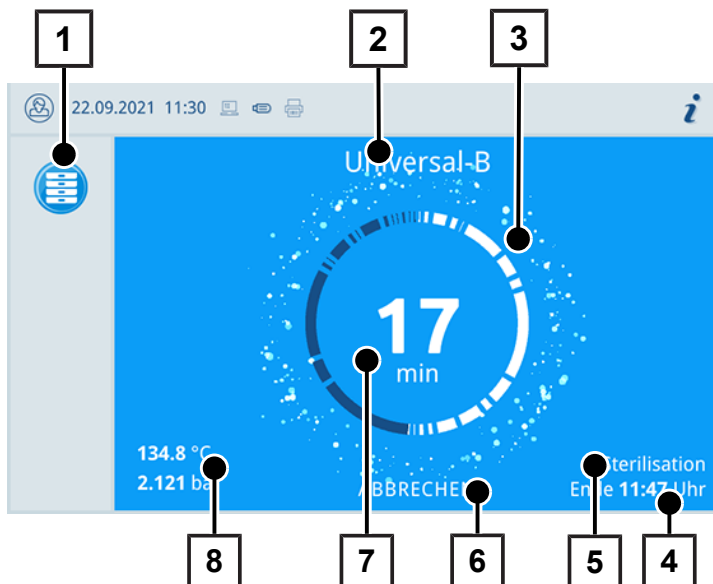 1
2
3
22.09.2021 11:30
i
Universal-B
17
min
134.8 °C
2.121 bar
ABBRECHEN
Sterilisation
Ende 11:47 Uhr
8
7
6
5
4